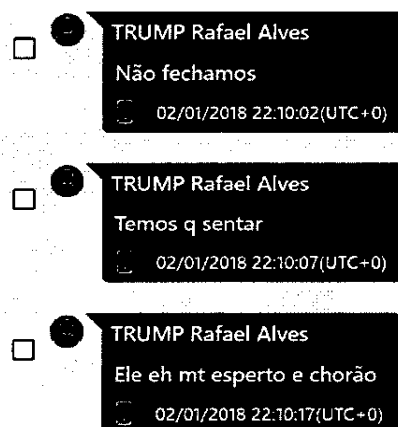 TRUMP Rafael Alves
Não fechamos
02/01/2018 22:10:02(UTC+0)
TRUMP Rafael Alves
Temos q sentar
02/01/2018 22:10:07(UTC+0)
TRUMP Rafael Alves
Ele eh mt esperto e chorão
02/01/2018 22:10:17(UTC+0)